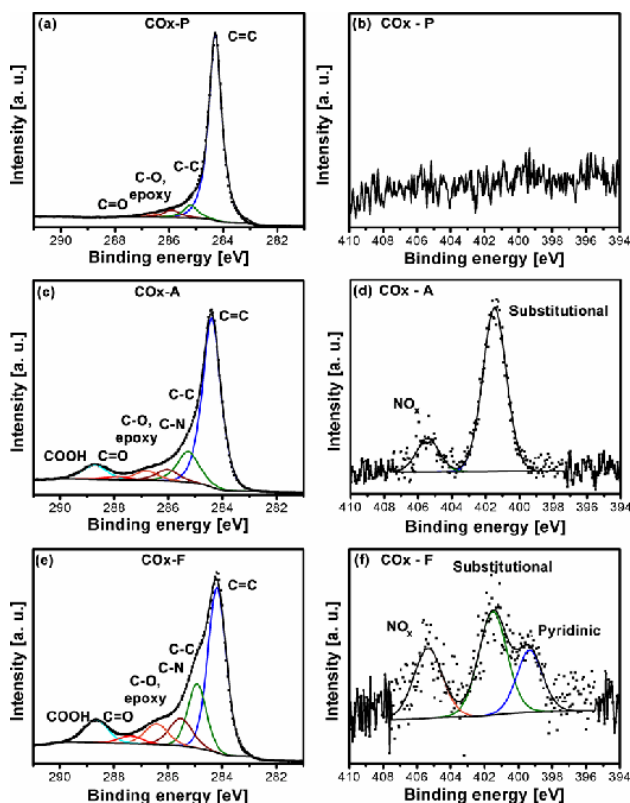 (a)
COx-P
C=C
C-C
C-O,
epoxy
C=O
Intensity [a. u.]
290 288 286 284 282
Binding energy [eV]
(b) COx - P
Intensity [a. u.]
410 408 406 404 402 400 398 396 394
Binding energy [eV]
(c)
COx-A
C=C
C-C
C-O,
epoxy
C-N
COOH
C=O
Intensity [a. u.]
290 288 286 284 282
Binding energy [eV]
(d) COx - A
Substitutional
NOx
Intensity [a. u.]
410 408 406 404 402 400 398 396 394
Binding energy [eV]
(e)
COx-F
C=C
C-C
C-N
C-O,
epoxy
COOH
C=O
Intensity [a. u.]
290 288 286 284 282
Binding energy [eV]
(f) COx - F
Substitutional
NOx
Pyridinic
Intensity [a. u.]
410 408 406 404 402 400 398 396 394
Binding energy [eV]